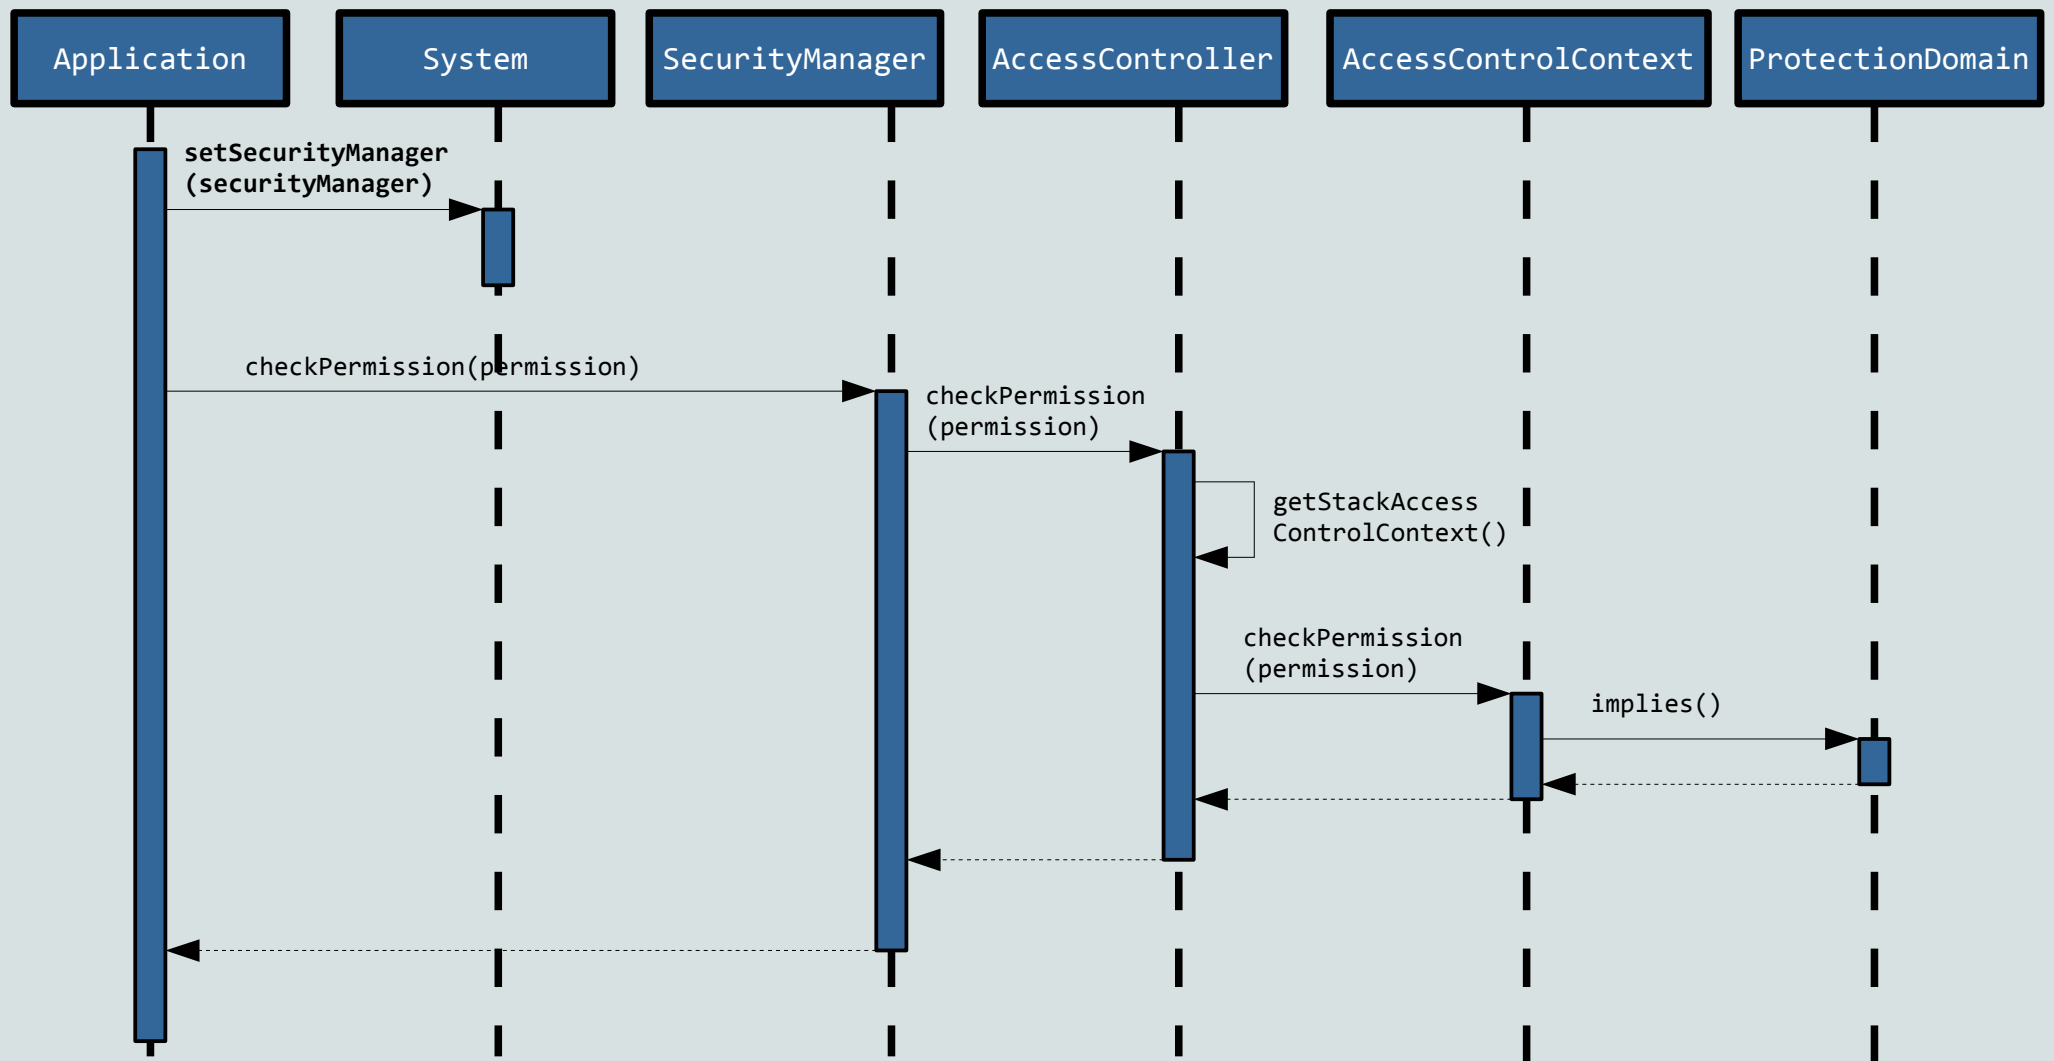 Application
System
SecurityManager
AccessController
AccessControlContext
ProtectionDomain
setSecurityManager
(securityManager)
checkPermission(permission)
checkPermission
(permission)
getStackAccess
ControlContext()
checkPermission
(permission)
implies()